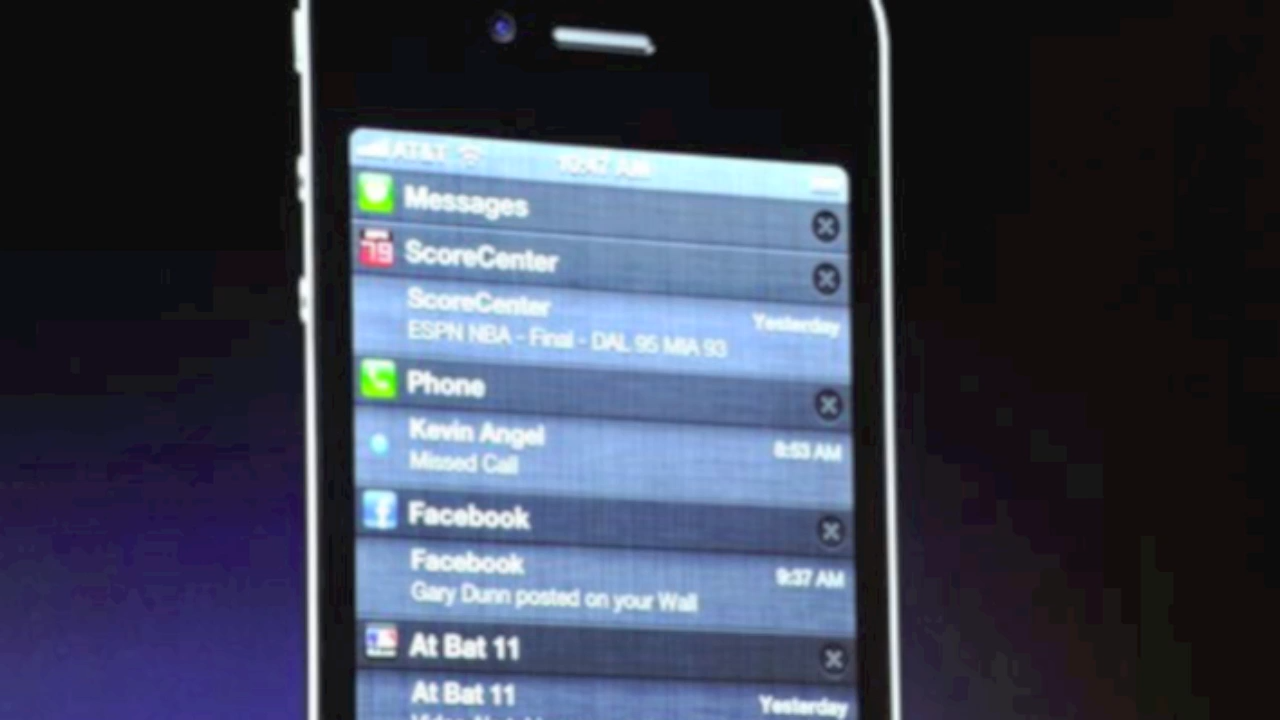 AT&T 10:47 AM
Messages
ScoreCenter
ScoreCenter
Yesterday
ESPN NBA - Final - DAL 95 MIA 93
Phone
Kevin Angel
8:53 AM
Missed Call
Facebook
Facebook
9:37 AM
Gary Dunn posted on your Wall
At Bat 11
At Bat 11
Yesterday